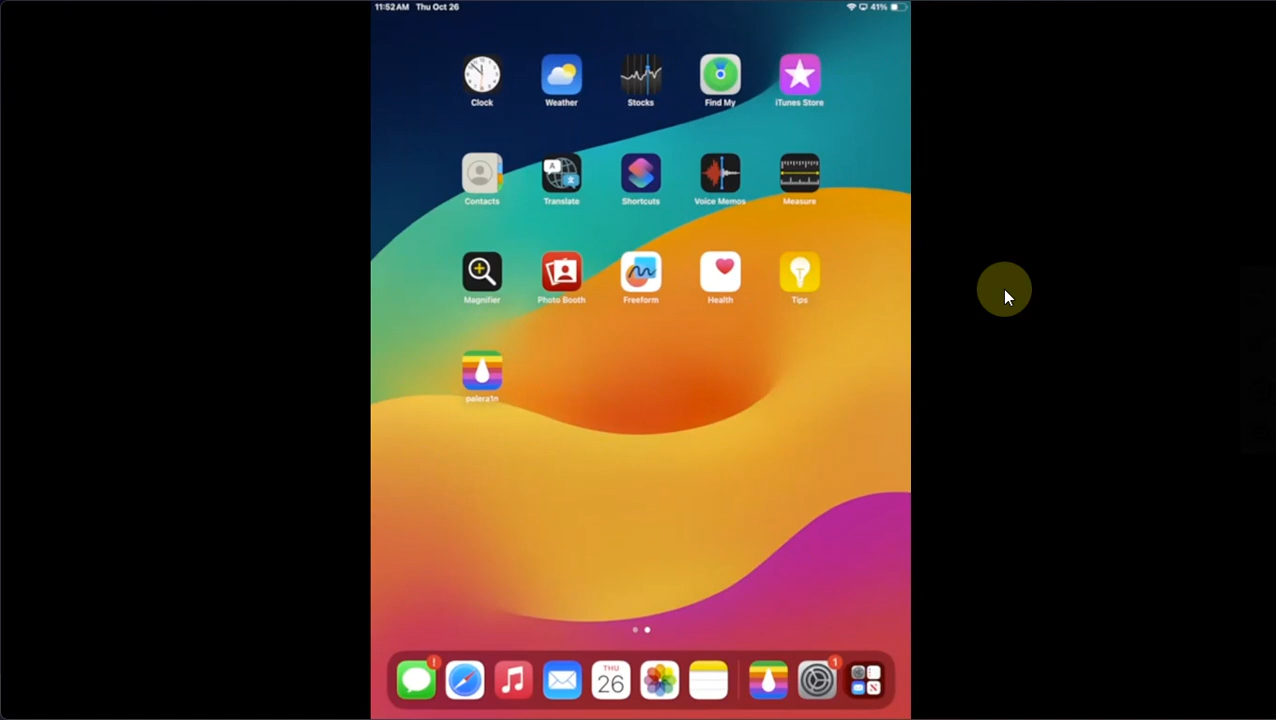 11:52 AM Thu Oct 26 41%
Clock Weather Stocks Find My iTunes Store
Contacts Translate Shortcuts Voice Memos Measure
Magnifier Photo Booth Freeform Health Tips
palera1n
! 1
THU
26